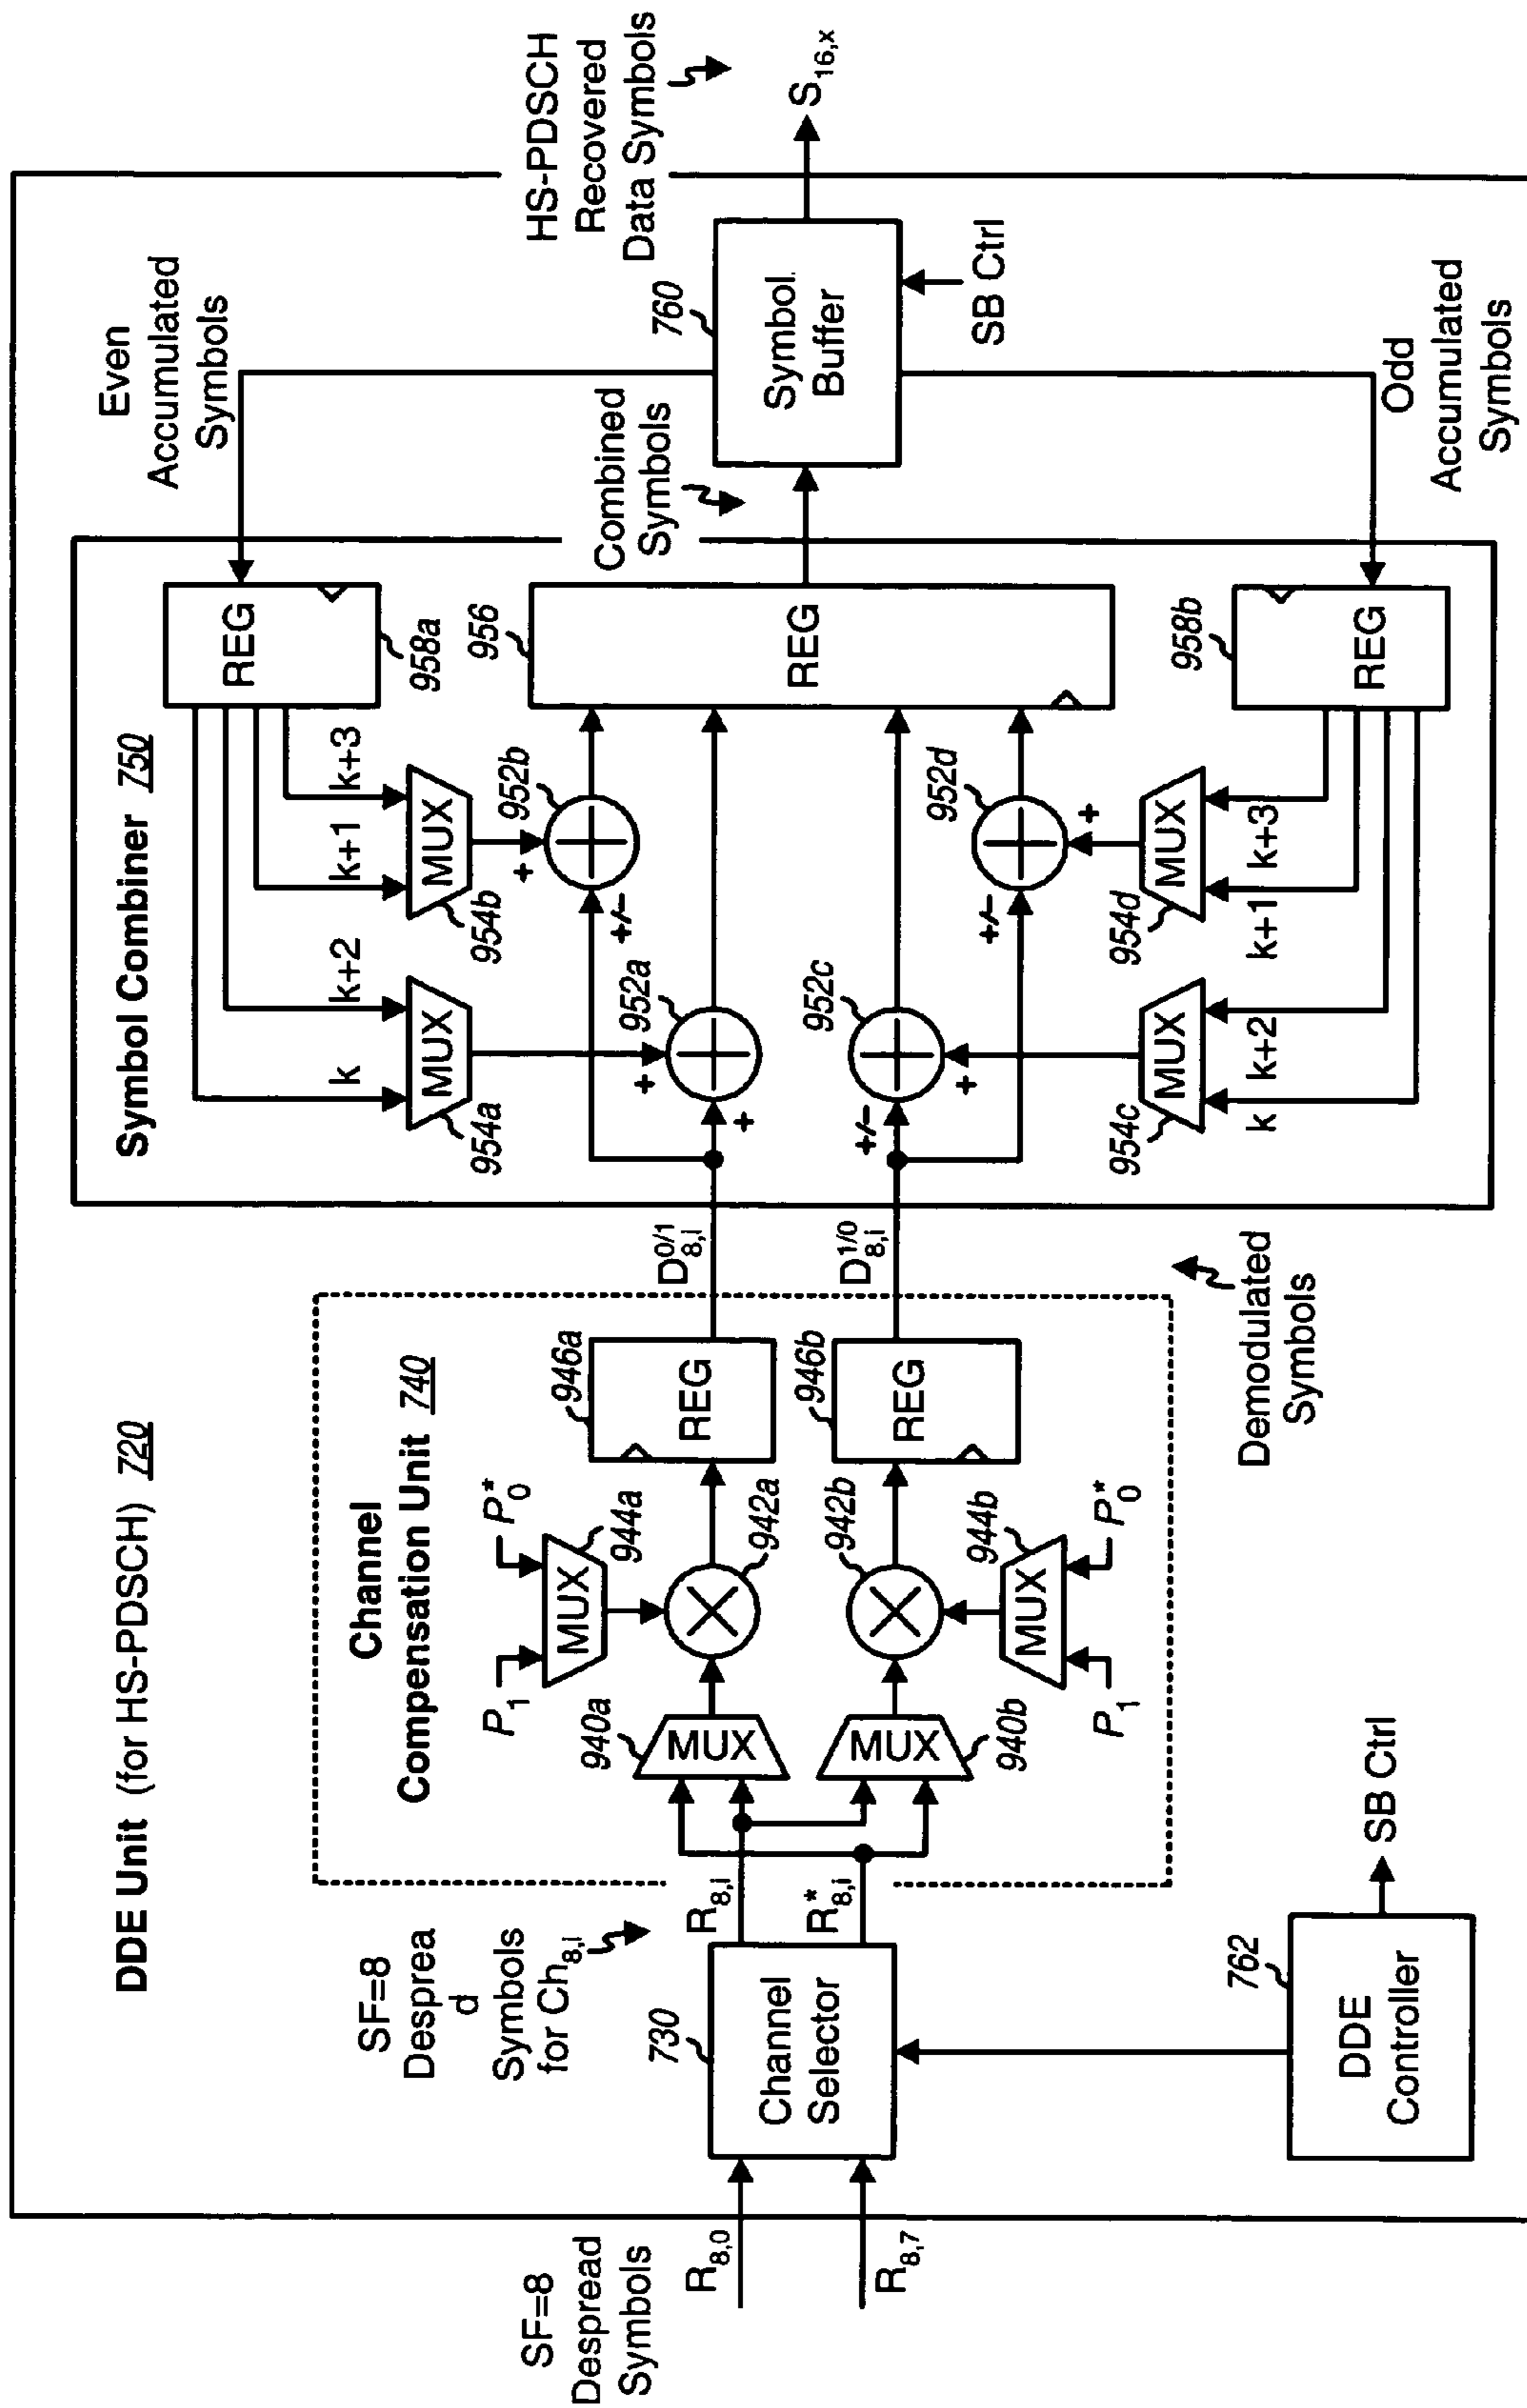 DDE Unit (for HS-PDSCH) 720
SF=8
Despread
Symbols
R8,0
R8,7
730
Channel
Selector
762
DDE
Controller
SB Ctrl
SF=8
Desprea
d
Symbols
for Ch8,i
R8,i
R*8,i
Channel
Compensation Unit 740
P1
P0*
MUX
944a
940a
MUX
942a
946a
REG
940b
MUX
942b
946b
REG
MUX
944b
P1
P0*
D0/1 8,i
D1/0 8,i
Demodulated
Symbols
Symbol Combiner 750
k
k+2
k+1
k+3
MUX
954a
MUX
954b
REG
958a
952a
+
+
952b
+
+/-
956
REG
952c
+/-
+
952d
+/-
+
MUX
954c
MUX
954d
k
k+2
k+1
k+3
958b
REG
Combined
Symbols
Even
Accumulated
Symbols
Odd
Accumulated
Symbols
760
Symbol.
Buffer
SB Ctrl
HS-PDSCH
Recovered
Data Symbols
S16,x